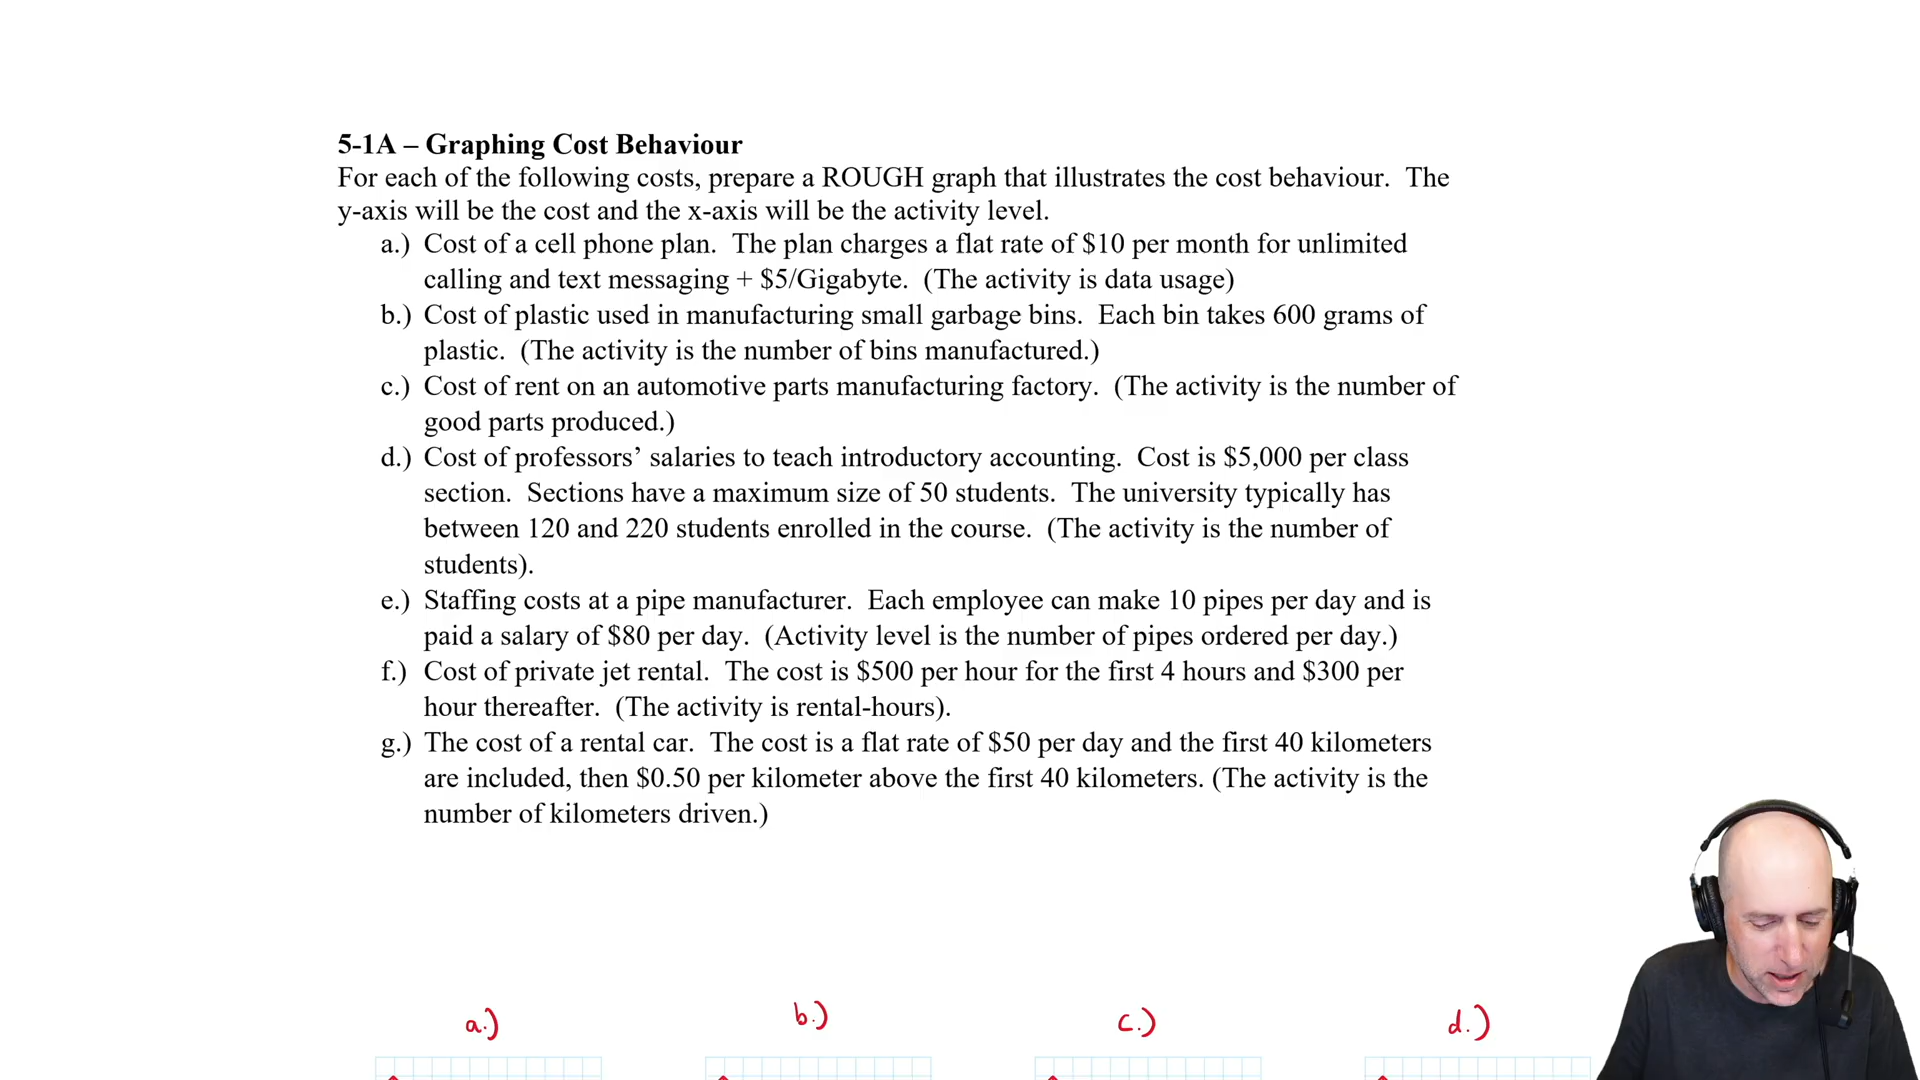 5-1A – Graphing Cost Behaviour
For each of the following costs, prepare a ROUGH graph that illustrates the cost behaviour.  The
y-axis will be the cost and the x-axis will be the activity level.
a.) Cost of a cell phone plan.  The plan charges a flat rate of $10 per month for unlimited
calling and text messaging + $5/Gigabyte.  (The activity is data usage)
b.) Cost of plastic used in manufacturing small garbage bins.  Each bin takes 600 grams of
plastic.  (The activity is the number of bins manufactured.)
c.) Cost of rent on an automotive parts manufacturing factory.  (The activity is the number of
good parts produced.)
d.) Cost of professors’ salaries to teach introductory accounting.  Cost is $5,000 per class
section.  Sections have a maximum size of 50 students.  The university typically has
between 120 and 220 students enrolled in the course.  (The activity is the number of
students).
e.) Staffing costs at a pipe manufacturer.  Each employee can make 10 pipes per day and is
paid a salary of $80 per day.  (Activity level is the number of pipes ordered per day.)
f.) Cost of private jet rental.  The cost is $500 per hour for the first 4 hours and $300 per
hour thereafter.  (The activity is rental-hours).
g.) The cost of a rental car.  The cost is a flat rate of $50 per day and the first 40 kilometers
are included, then $0.50 per kilometer above the first 40 kilometers. (The activity is the
number of kilometers driven.)
a.) b.) c.) d.)